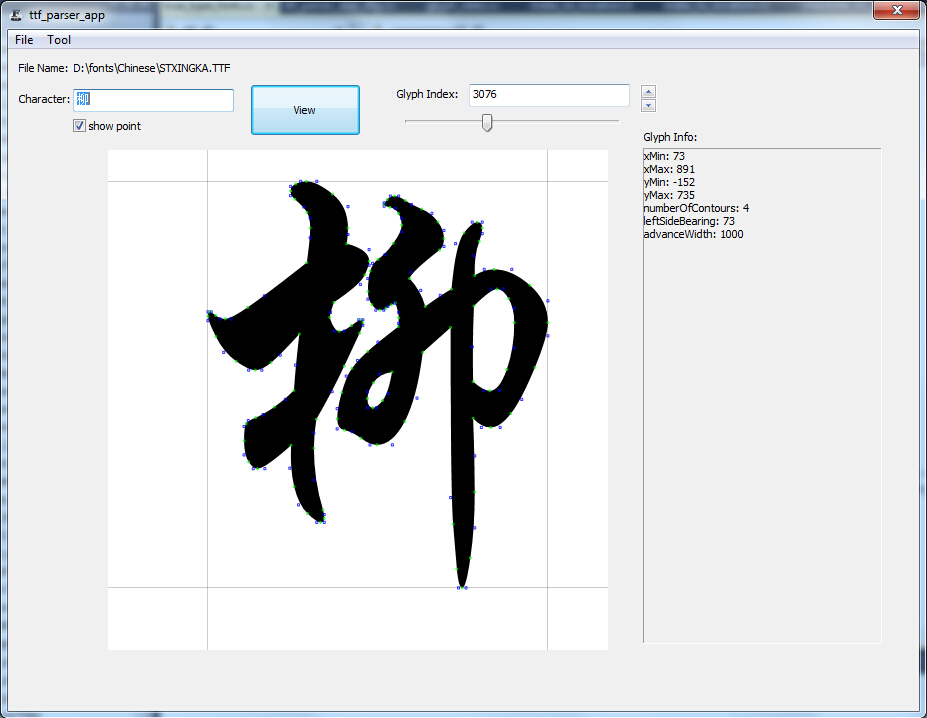 ttf_parser_app
File Tool
File Name: D:\fonts\Chinese\STXINGKA.TTF
Character: 柳
View
Glyph Index: 3076
show point
Glyph Info:
xMin: 73
xMax: 891
yMin: -152
yMax: 735
numberOfContours: 4
leftSideBearing: 73
advanceWidth: 1000
柳